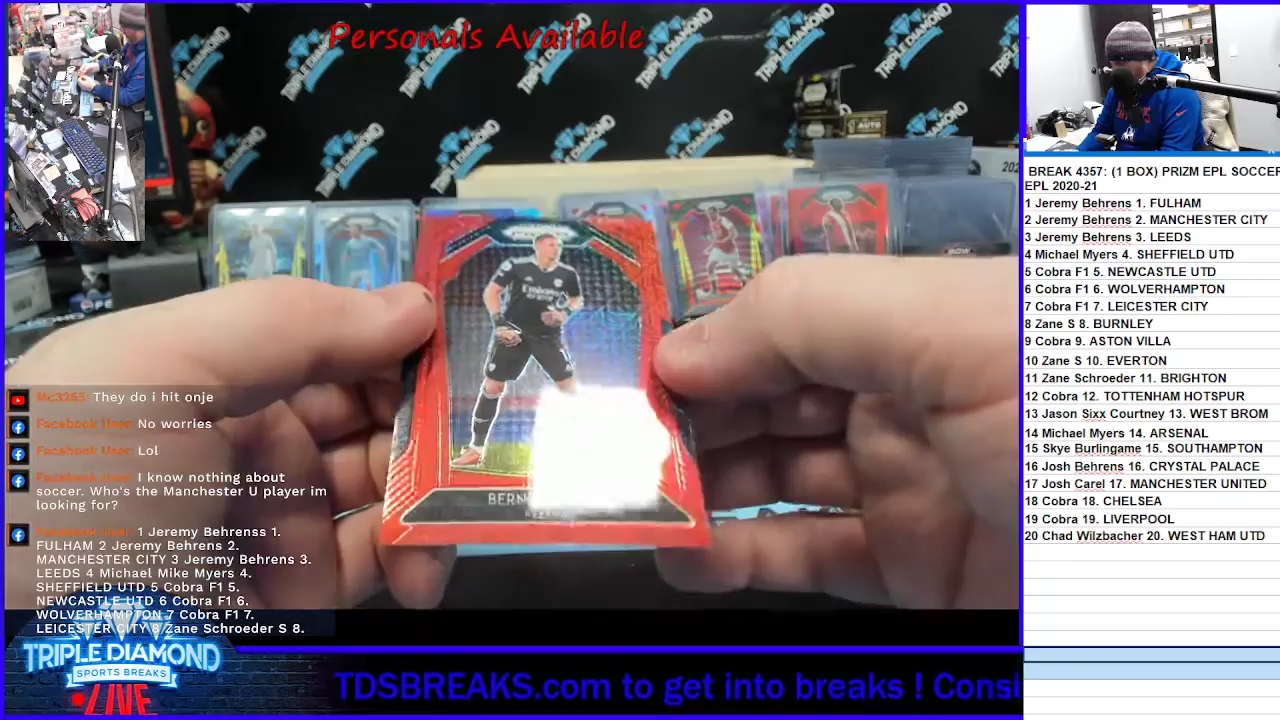 Personals Available
TRIPLE DIAMOND
BREAK 4357: (1 BOX) PRIZM EPL SOCCER
EPL 2020-21
1 Jeremy Behrens 1. FULHAM
2 Jeremy Behrens 2. MANCHESTER CITY
3 Jeremy Behrens 3. LEEDS
4 Michael Myers 4. SHEFFIELD UTD
5 Cobra F1 5. NEWCASTLE UTD
6 Cobra F1 6. WOLVERHAMPTON
7 Cobra F1 7. LEICESTER CITY
8 Zane S 8. BURNLEY
9 Cobra 9. ASTON VILLA
10 Zane S 10. EVERTON
11 Zane Schroeder 11. BRIGHTON
12 Cobra 12. TOTTENHAM HOTSPUR
13 Jason Sixx Courtney 13. WEST BROM
14 Michael Myers 14. ARSENAL
15 Skye Burlingame 15. SOUTHAMPTON
16 Josh Behrens 16. CRYSTAL PALACE
17 Josh Carel 17. MANCHESTER UNITED
18 Cobra 18. CHELSEA
19 Cobra 19. LIVERPOOL
20 Chad Wilzbacher 20. WEST HAM UTD
BERN
Mc3265: They do i hit onje
Facebook User: No worries
Facebook User: Lol
Facebook User: I know nothing about
soccer. Who's the Manchester U player im
looking for?
Facebook User: 1 Jeremy Behrenss 1.
FULHAM 2 Jeremy Behrens 2.
MANCHESTER CITY 3 Jeremy Behrens 3.
LEEDS 4 Michael Mike Myers 4.
SHEFFIELD UTD 5 Cobra F1 5.
NEWCASTLE UTD 6 Cobra F1 6.
WOLVERHAMPTON 7 Cobra F1 7.
LEICESTER CITY 8 Zane Schroeder S 8.
TRIPLE DIAMOND
SPORTS BREAKS
LIVE
TDSBREAKS.com to get into breaks ! Consi